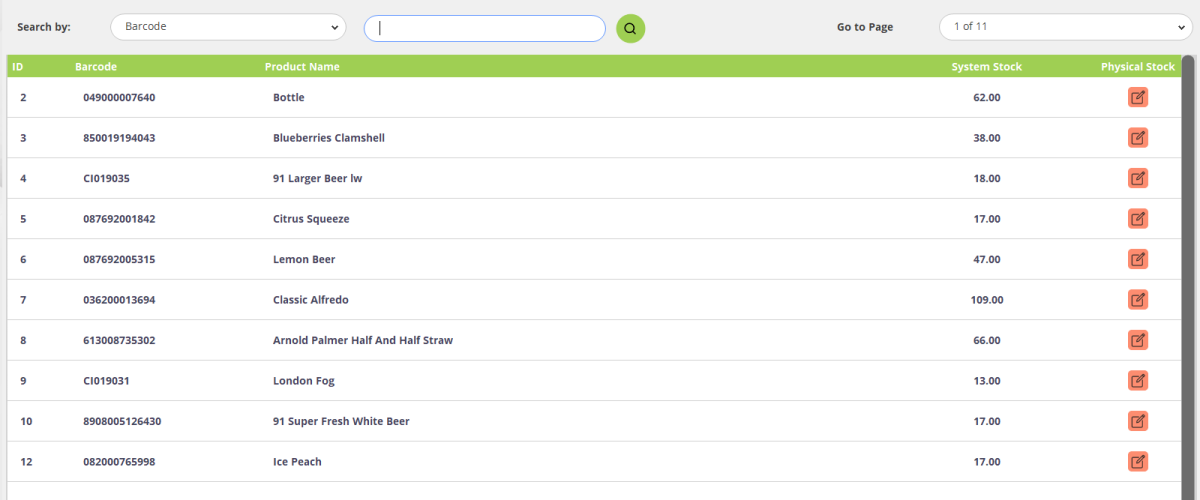 Search by: Barcode Go to Page 1 of 11
ID Barcode Product Name System Stock Physical Stock
2 049000007640 Bottle 62.00
3 850019194043 Blueberries Clamshell 38.00
4 CI019035 91 Larger Beer lw 18.00
5 087692001842 Citrus Squeeze 17.00
6 087692005315 Lemon Beer 47.00
7 036200013694 Classic Alfredo 109.00
8 613008735302 Arnold Palmer Half And Half Straw 66.00
9 CI019031 London Fog 13.00
10 8908005126430 91 Super Fresh White Beer 17.00
12 082000765998 Ice Peach 17.00